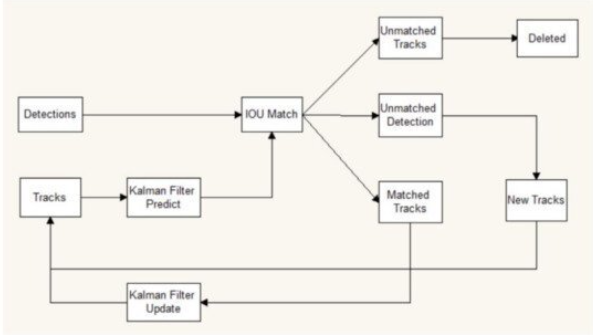 Unmatched
Tracks
Deleted
Detections
IOU Match
Unmatched
Detection
Tracks
Kalman Filter
Predict
Matched
Tracks
New Tracks
Kalman Filter
Update